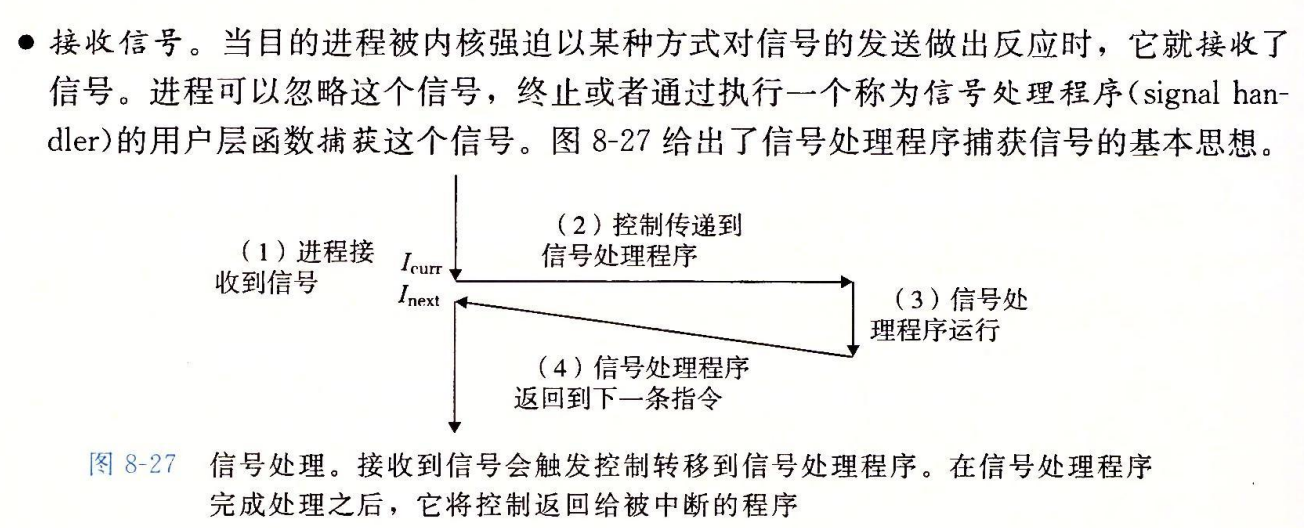 ● 接收信号。当目的进程被内核强迫以某种方式对信号的发送做出反应时，它就接收了
信号。进程可以忽略这个信号，终止或者通过执行一个称为信号处理程序(signal han-
dler)的用户层函数捕获这个信号。图 8-27 给出了信号处理程序捕获信号的基本思想。
（1）进程接
收到信号
Icurr
Inext
（2）控制传递到
信号处理程序
（3）信号处
理程序运行
（4）信号处理程序
返回到下一条指令
图 8-27 信号处理。接收到信号会触发控制转移到信号处理程序。在信号处理程序
完成处理之后，它将控制返回给被中断的程序